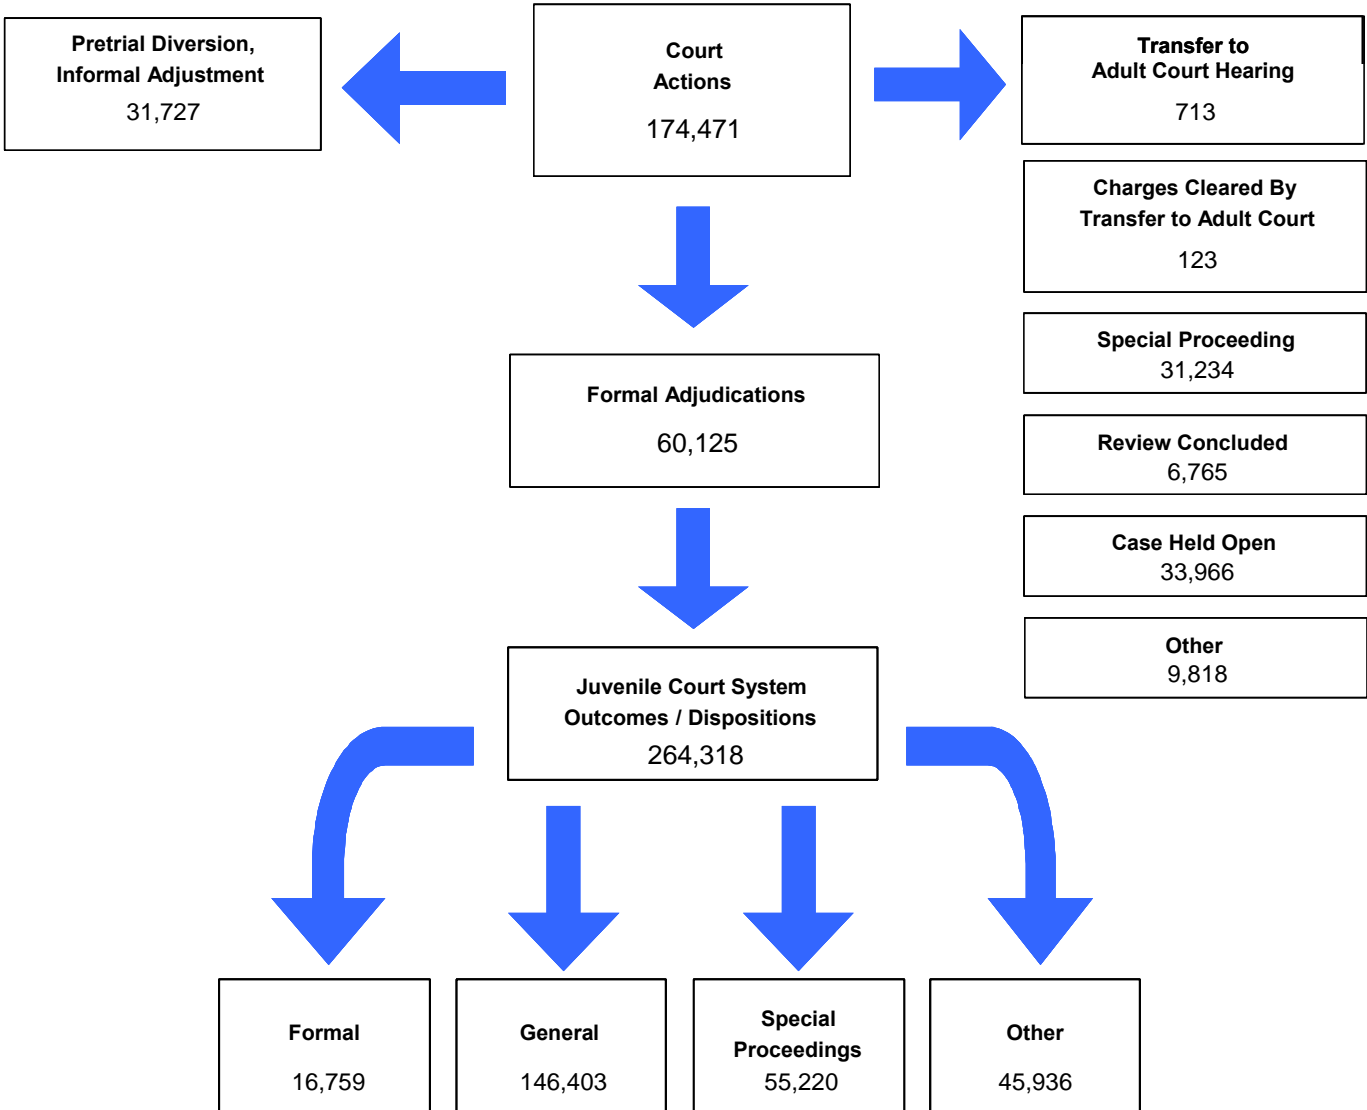 Pretrial Diversion,
Informal Adjustment
31,727
Court
Actions
174,471
Transfer to
Adult Court Hearing
713
Charges Cleared By
Transfer to Adult Court
123
Special Proceeding
31,234
Review Concluded
6,765
Case Held Open
33,966
Other
9,818
Formal Adjudications
60,125
Juvenile Court System
Outcomes / Dispositions
264,318
Formal
16,759
General
146,403
Special
Proceedings
55,220
Other
45,936